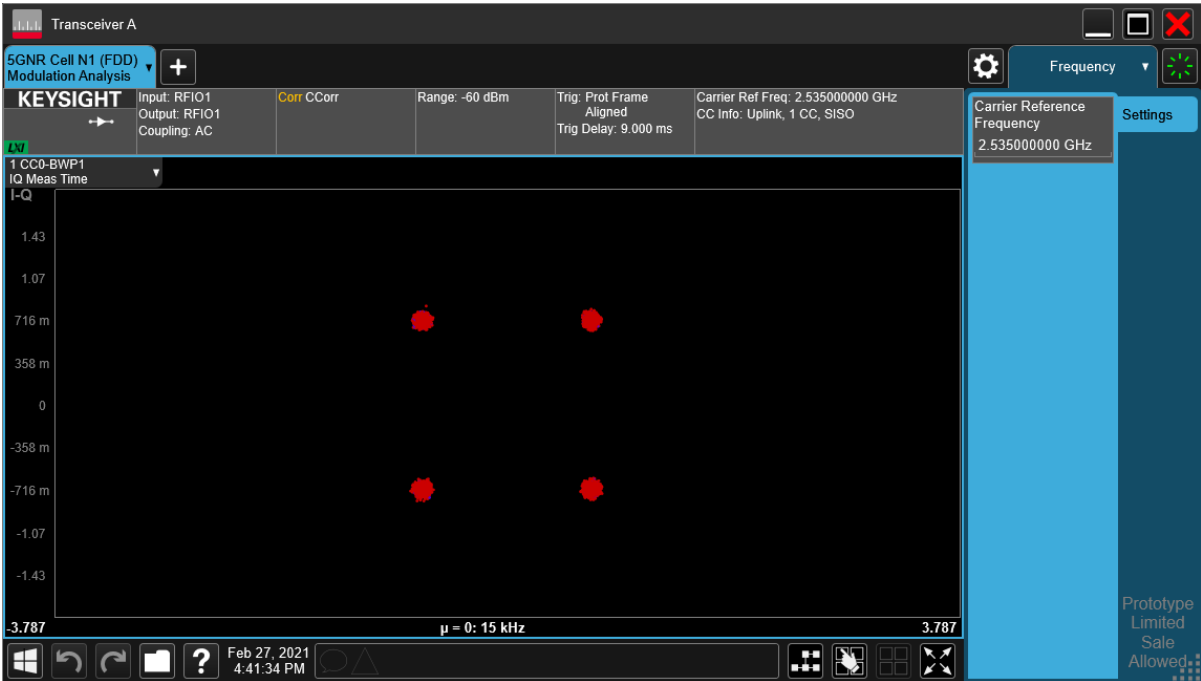 Transceiver A
5GNR Cell N1 (FDD)
Modulation Analysis
Frequency
KEYSIGHT
LXI
Input: RFIO1
Output: RFIO1
Coupling: AC
Corr CCorr
Range: -60 dBm
Trig: Prot Frame
Aligned
Trig Delay: 9.000 ms
Carrier Ref Freq: 2.535000000 GHz
CC Info: Uplink, 1 CC, SISO
Carrier Reference
Frequency
2.535000000 GHz
Settings
1 CC0-BWP1
IQ Meas Time
I-Q
1.43
1.07
716 m
358 m
0
-358 m
-716 m
-1.07
-1.43
-3.787
µ = 0: 15 kHz
3.787
Feb 27, 2021
4:41:34 PM
?
Prototype
Limited
Sale
Allowed